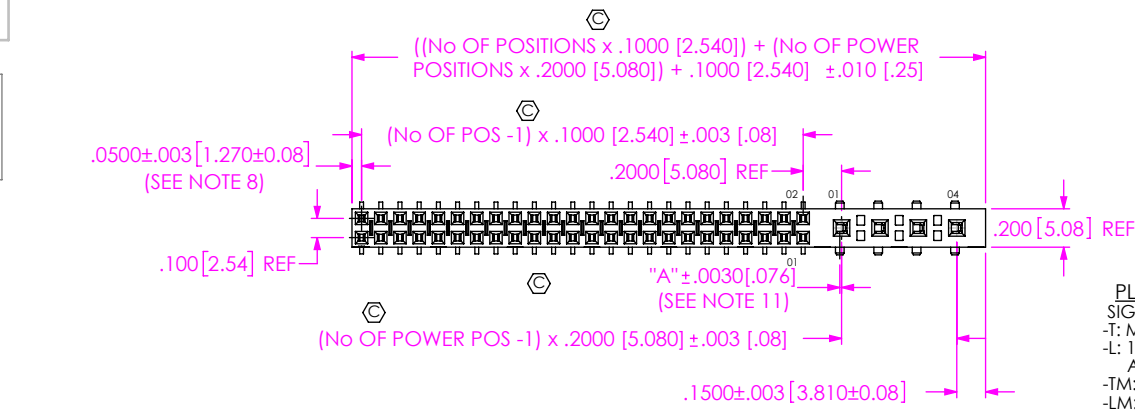 C
((No OF POSITIONS x .1000 [2.540]) + (No OF POWER
POSITIONS x .2000 [5.080]) + .1000 [2.540] ±.010 [.25]
C
(No OF POS -1) x .1000 [2.540] ±.003 [.08]
.0500±.003 [1.270±0.08]
(SEE NOTE 8)
.2000 [5.080] REF
02
01
04
.200 [5.08] REF
.100 [2.54] REF
01
"A" ±.0030[.076]
(SEE NOTE 11)
C
C
(No OF POWER POS -1) x .2000 [5.080] ±.003 [.08]
.1500±.003 [3.810±0.08]
PL
SIG
-T: M
-L: 1
A
-TM:
-LM: